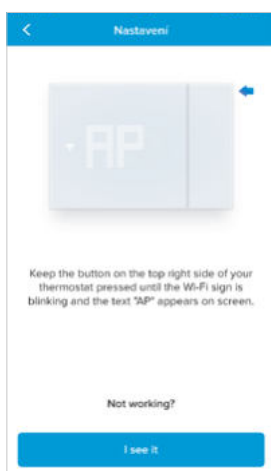 Nastavení
AP
Keep the button on the top right side of your
thermostat pressed until the Wi-Fi sign is
blinking and the text "AP" appears on screen.
Not working?
I see it